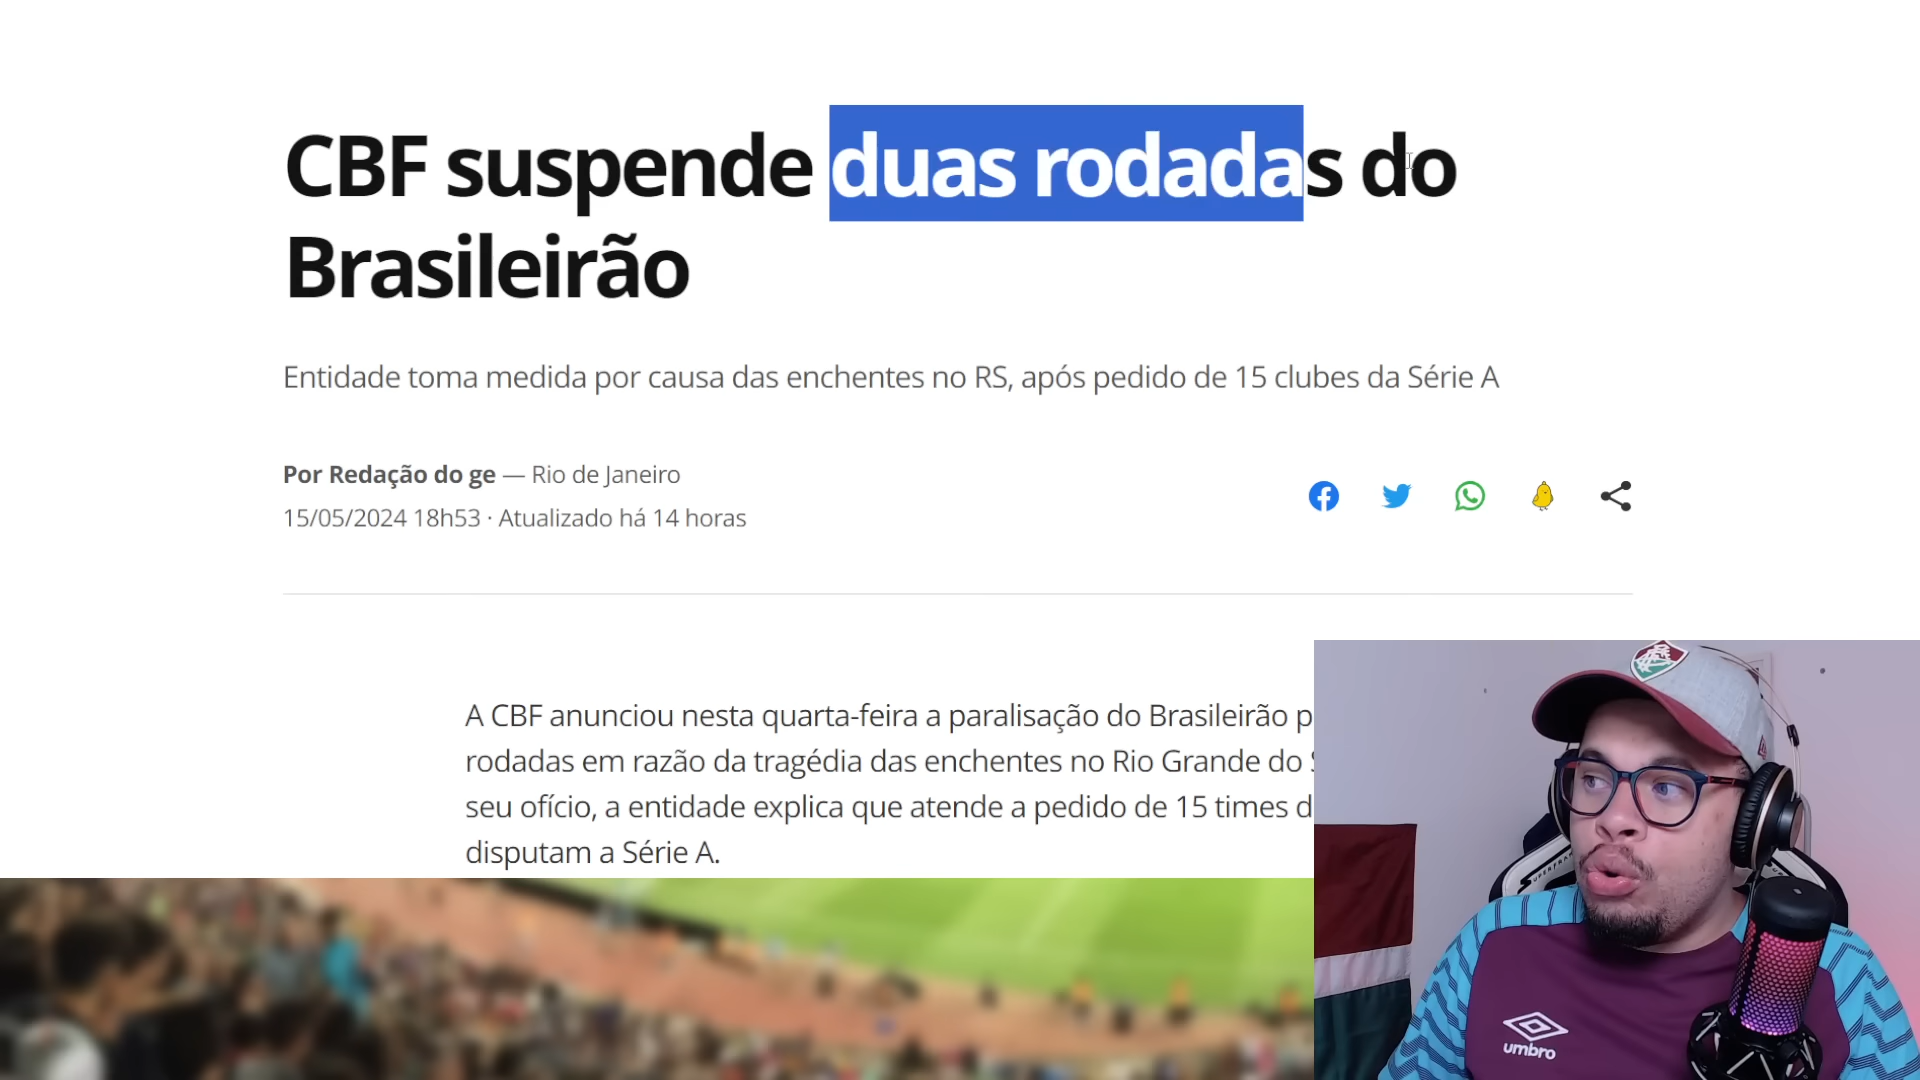 CBF suspende duas rodadas do
Brasileirão
Entidade toma medida por causa das enchentes no RS, após pedido de 15 clubes da Série A
Por Redação do ge — Rio de Janeiro
15/05/2024 18h53 · Atualizado há 14 horas
A CBF anunciou nesta quarta-feira a paralisação do Brasileirão p
rodadas em razão da tragédia das enchentes no Rio Grande do S
seu ofício, a entidade explica que atende a pedido de 15 times d
disputam a Série A.
umbro